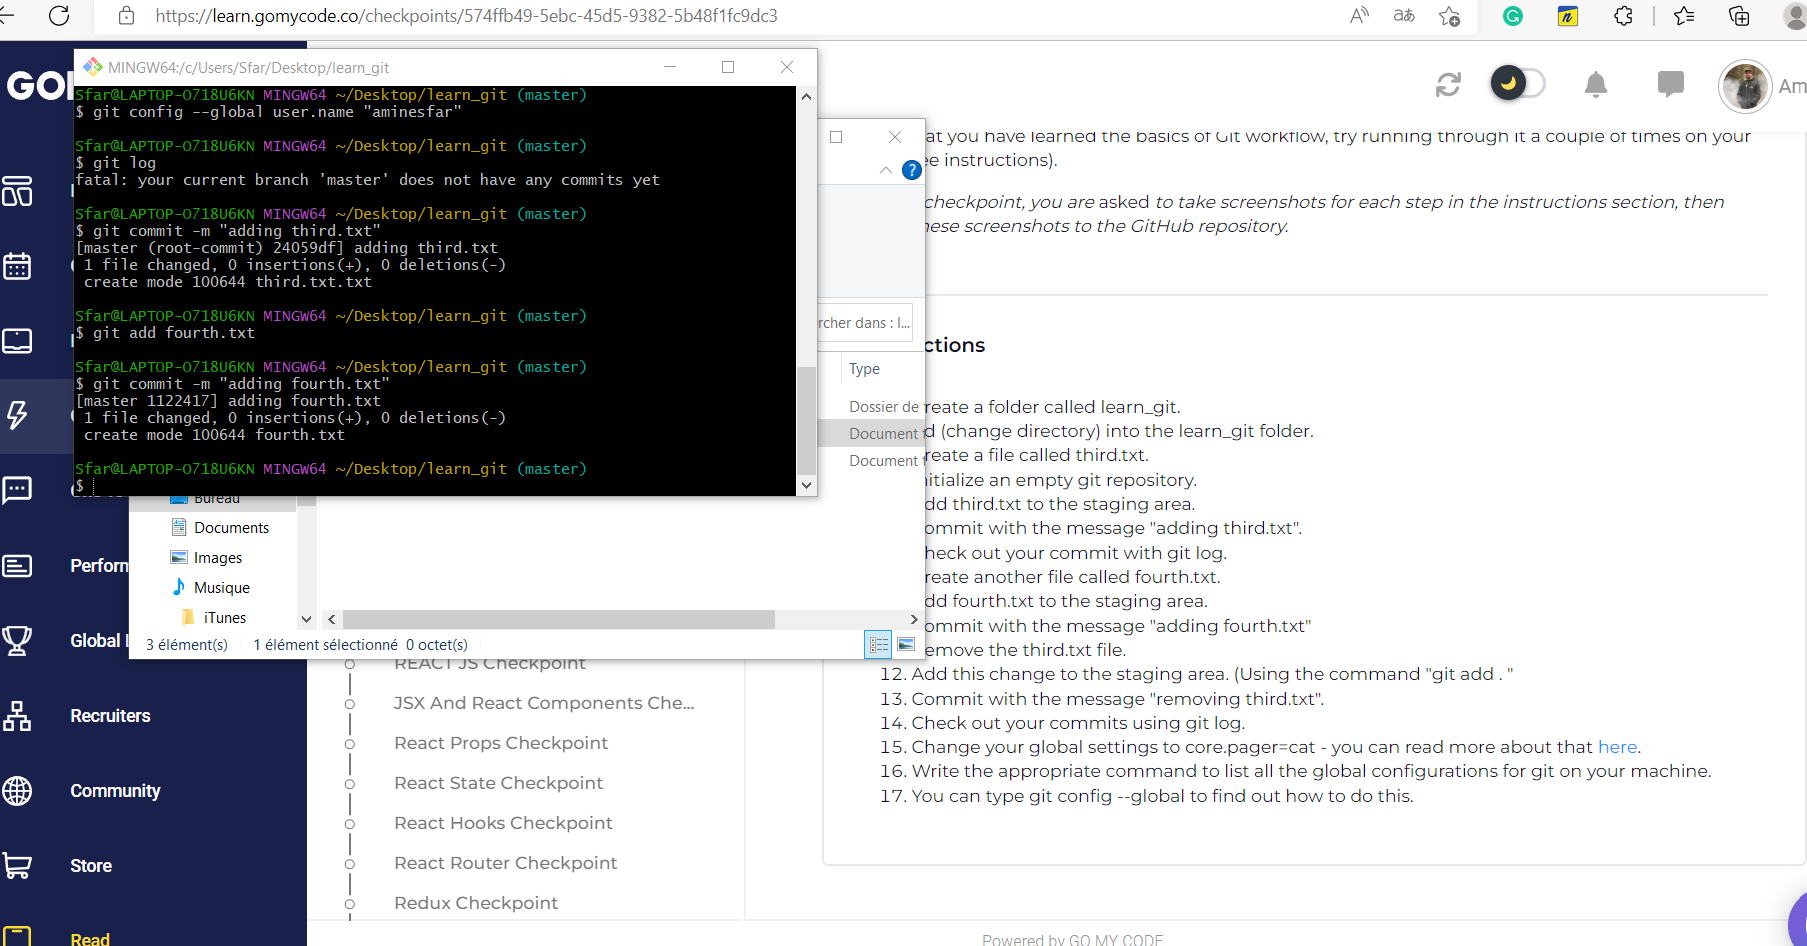 https://learn.gomycode.co/checkpoints/574ffb49-5ebc-45d5-9382-5b48f1fc9dc3
GO
Am
MINGW64:/c/Users/Sfar/Desktop/learn_git
Sfar@LAPTOP-O718U6KN MINGW64 ~/Desktop/learn_git (master)
$ git config --global user.name "aminesfar"
Sfar@LAPTOP-O718U6KN MINGW64 ~/Desktop/learn_git (master)
$ git log
fatal: your current branch 'master' does not have any commits yet
Sfar@LAPTOP-O718U6KN MINGW64 ~/Desktop/learn_git (master)
$ git commit -m "adding third.txt"
[master (root-commit) 24059df] adding third.txt
1 file changed, 0 insertions(+), 0 deletions(-)
create mode 100644 third.txt.txt
Sfar@LAPTOP-O718U6KN MINGW64 ~/Desktop/learn_git (master)
$ git add fourth.txt
Sfar@LAPTOP-O718U6KN MINGW64 ~/Desktop/learn_git (master)
$ git commit -m "adding fourth.txt"
[master 1122417] adding fourth.txt
1 file changed, 0 insertions(+), 0 deletions(-)
create mode 100644 fourth.txt
Sfar@LAPTOP-O718U6KN MINGW64 ~/Desktop/learn_git (master)
$
rcher dans : l...
Type
Dossier de
Document
Document
Bureau
Documents
Images
Musique
iTunes
3 élément(s) 1 élément sélectionné 0 octet(s)
Perforn
Global L
Recruiters
Community
Store
Read
REACT JS Checkpoint
JSX And React Components Che...
React Props Checkpoint
React State Checkpoint
React Hooks Checkpoint
React Router Checkpoint
Redux Checkpoint
at you have learned the basics of Git workflow, try running through it a couple of times on your
ee instructions).
checkpoint, you are asked to take screenshots for each step in the instructions section, then
hese screenshots to the GitHub repository.
ctions
reate a folder called learn_git.
d (change directory) into the learn_git folder.
reate a file called third.txt.
nitialize an empty git repository.
dd third.txt to the staging area.
ommit with the message "adding third.txt".
heck out your commit with git log.
reate another file called fourth.txt.
dd fourth.txt to the staging area.
ommit with the message "adding fourth.txt"
emove the third.txt file.
12. Add this change to the staging area. (Using the command "git add . "
13. Commit with the message "removing third.txt".
14. Check out your commits using git log.
15. Change your global settings to core.pager=cat - you can read more about that here.
16. Write the appropriate command to list all the global configurations for git on your machine.
17. You can type git config --global to find out how to do this.
Powered by GO MY CODE